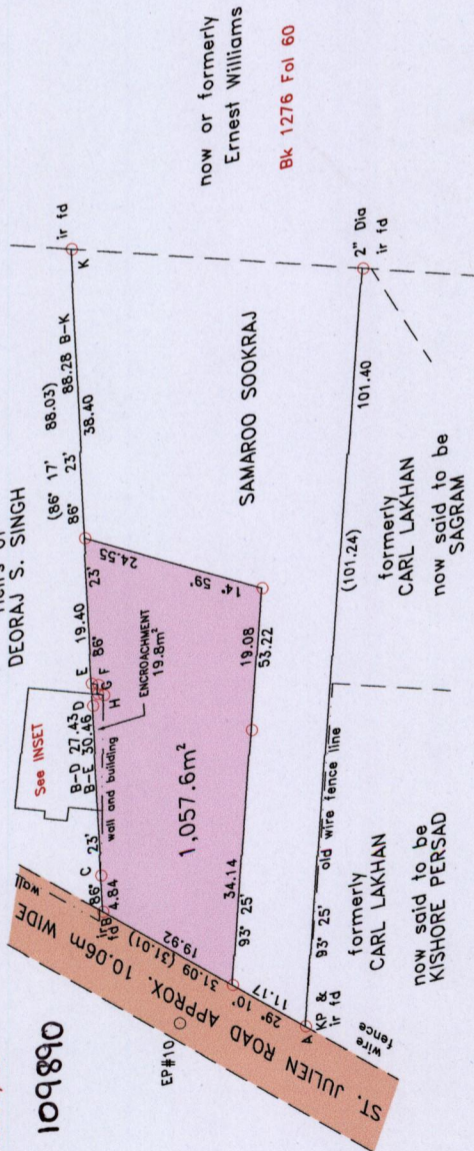 109890
HEIRS OF
DEORAJ S. SINGH
now or formerly
Ernest Williams
Bk 1276 Fol 60
See INSET
wall
ir fd
B
86° 23'
C
4.84
B-D 27.43
B-E 30.46
D
E
F
G
H
wall and building
ENCROACHMENT
19.8m²
19.40
86° 23'
86° 23'
(86° 17' 88.03)
38.40
88.28 B-K
K
ir fd
24.55
14° 59'
SAMAROO SOOKRAJ
1,057.6m²
19.08
53.22
34.14
93° 25'
ST. JULIEN ROAD APPROX. 10.06m WIDE
EP#10
19.92
31.09 (31.01)
29° 10'
11.17
A
KP &
ir fd
wire
fence
93° 25'
old wire fence line
(101.24)
101.40
2" Dia
ir fd
formerly
CARL LAKHAN
now said to be
KISHORE PERSAD
formerly
CARL LAKHAN
now said to be
SAGRAM